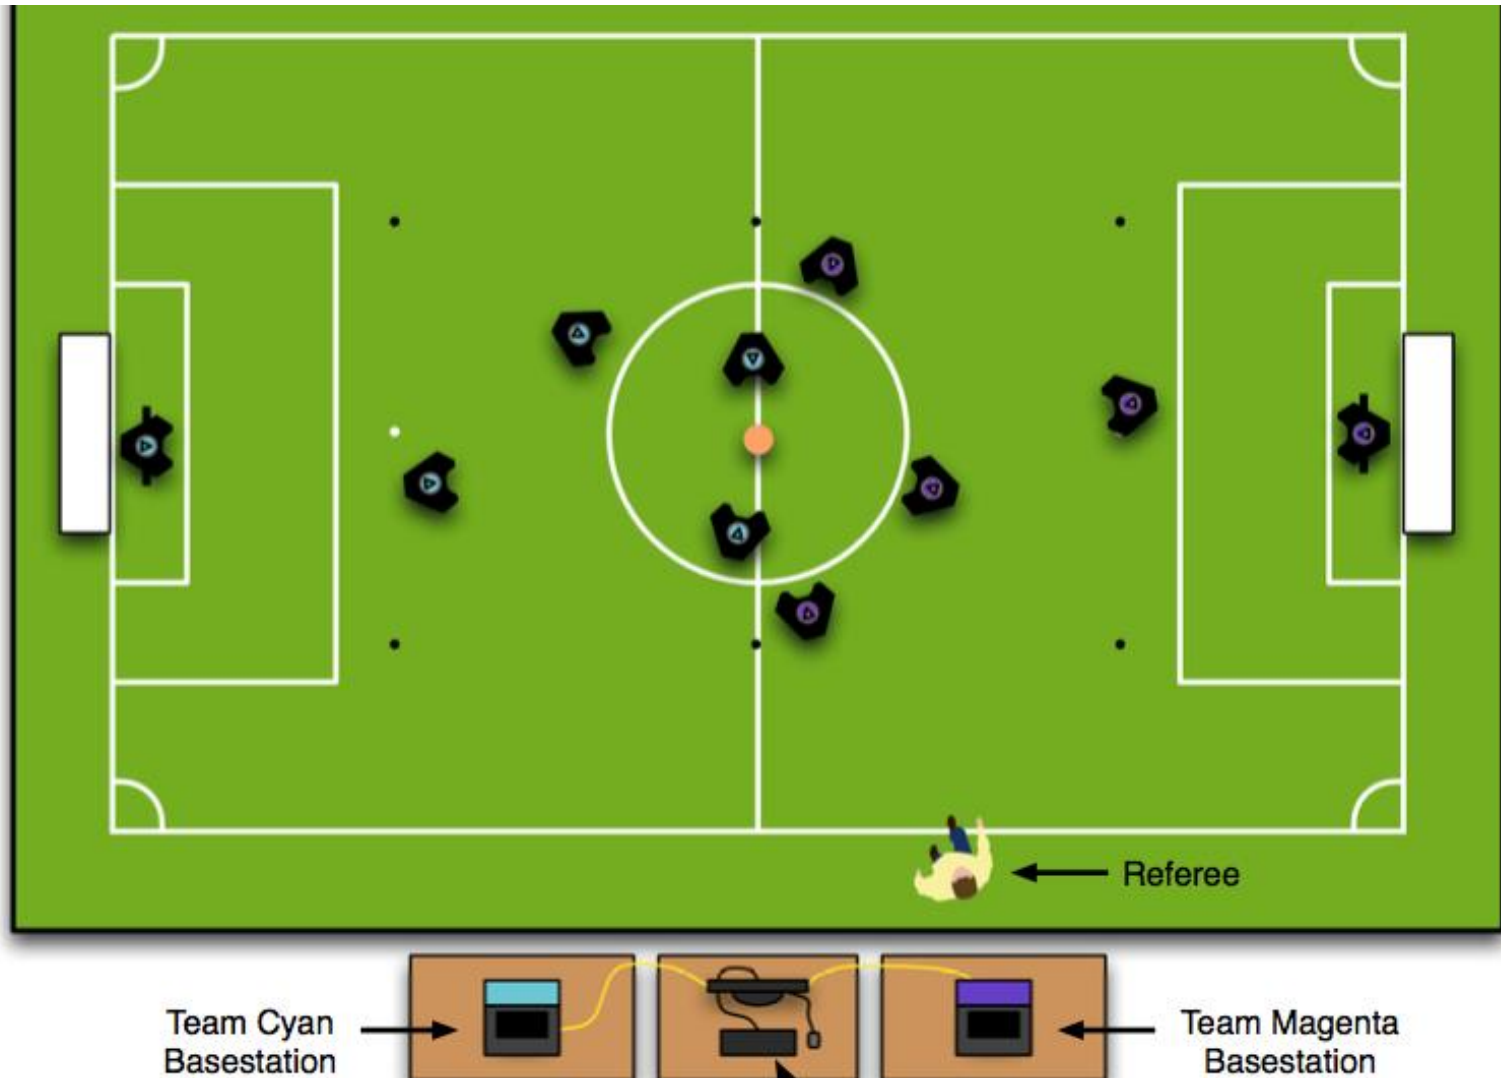 Referee
Team Cyan
Basestation
Team Magenta
Basestation